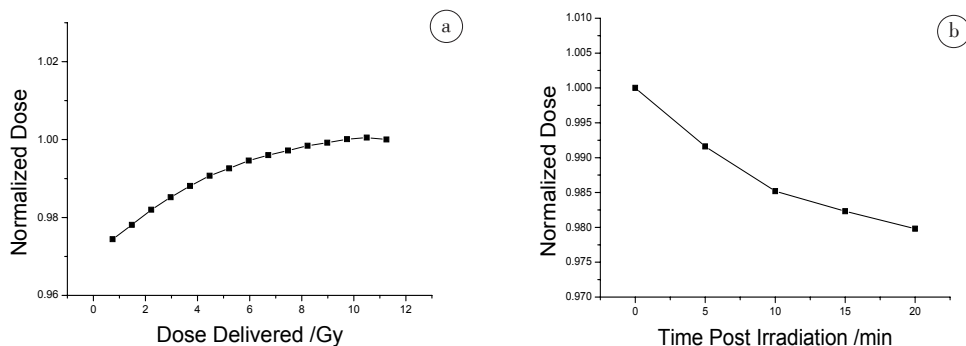 a
1.02
1.00
0.98
0.96
Normalized Dose
0 2 4 6 8 10 12
Dose Delivered /Gy
b
1.010
1.005
1.000
0.995
0.990
0.985
0.980
0.975
0.970
Normalized Dose
0 5 10 15 20
Time Post Irradiation /min